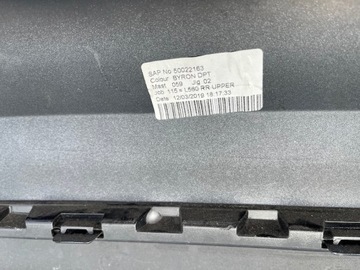 SAP No 50022163
Colour BYRON DPT
Mast 059 Jig 02
Job 115 x L560 RR UPPER
Date 12/03/2019 18:17:33